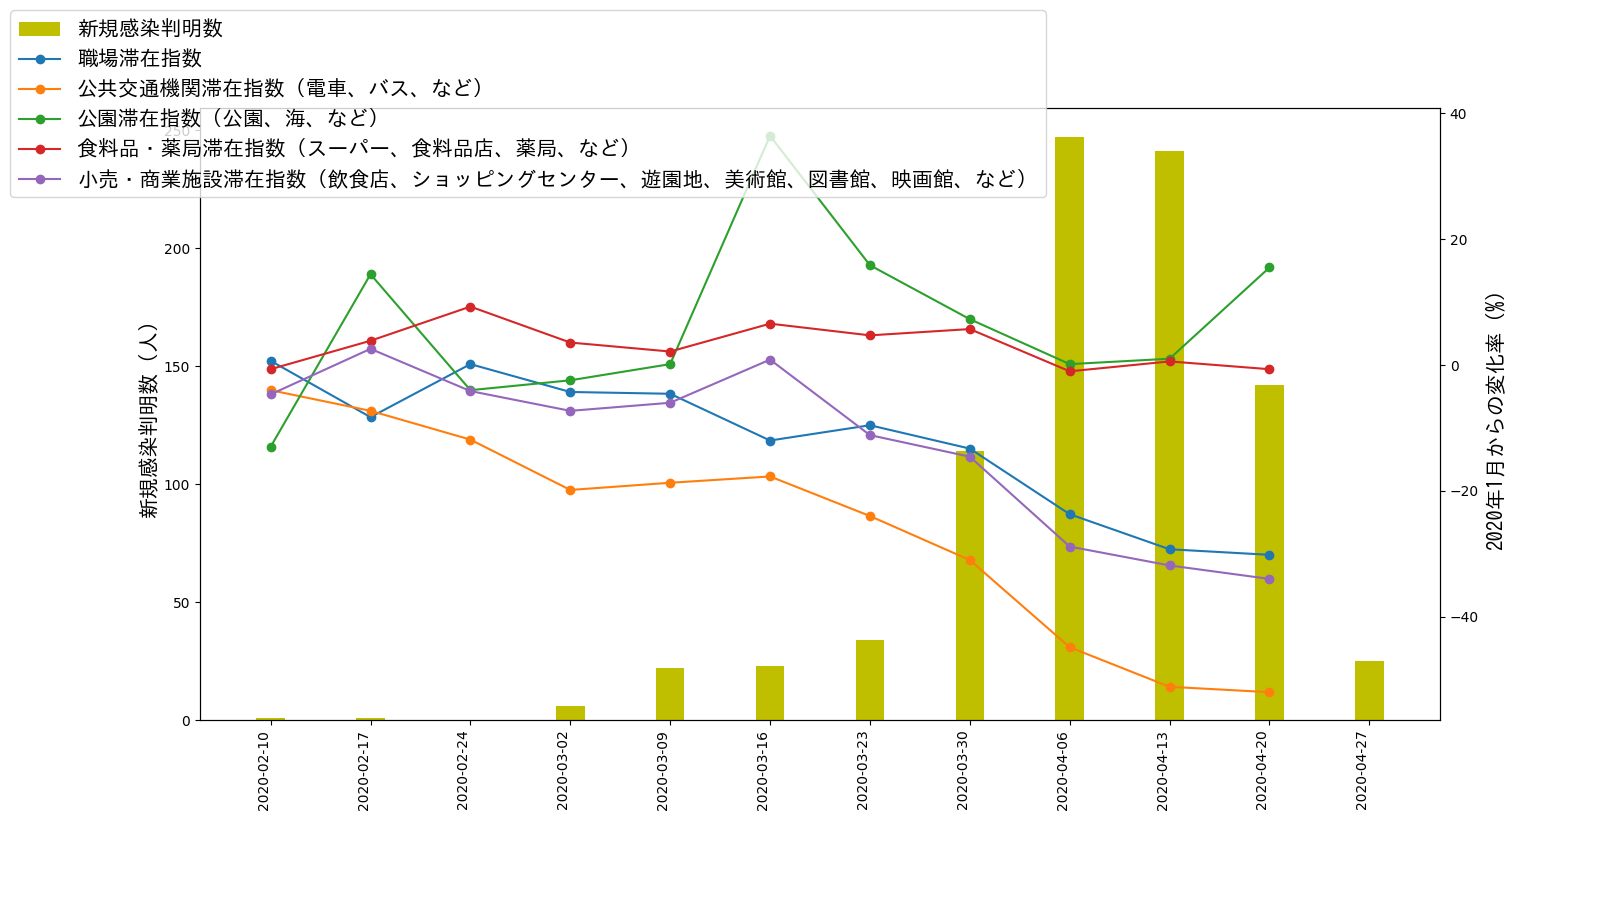 新規感染判明数
職場滞在指数
公共交通機関滞在指数（電車、バス、など）
公園滞在指数（公園、海、など）
食料品・薬局滞在指数（スーパー、食料品店、薬局、など）
小売・商業施設滞在指数（飲食店、ショッピングセンター、遊園地、美術館、図書館、映画館、など）
新規感染判明数（人）
250
200
150
100
50
0
40
20
0
−20
−40
2020年1月からの変化率（%）
2020-02-10
2020-02-17
2020-02-24
2020-03-02
2020-03-09
2020-03-16
2020-03-23
2020-03-30
2020-04-06
2020-04-13
2020-04-20
2020-04-27